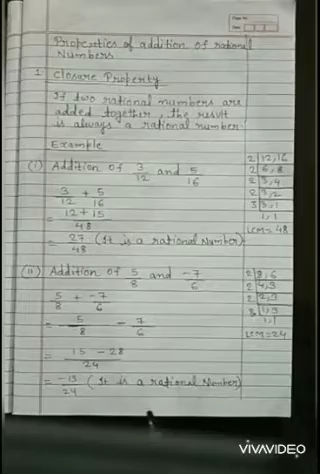 Page No.
Date
Properties of addition of rational
Numbers
1 Closure Property
If two rational numbers are
added together, the result
is always a rational number.
Example
(i) Addition of 3/12 and 5/16
3/12 + 5/16
= 12+15/48
= 27/48 (It is a rational Number)
2 | 12, 16
2 | 6, 8
2 | 3, 4
2 | 3, 2
3 | 3, 1
1, 1
LCM = 48
(ii) Addition of 5/8 and -7/6
5/8 + -7/6
= 5/8 - 7/6
= 15 - 28/24
= -13/24 (It is a rational Number)
2 | 8, 6
2 | 4, 3
2 | 2, 3
3 | 1, 3
1, 1
LCM = 24
VIVAVIDEO